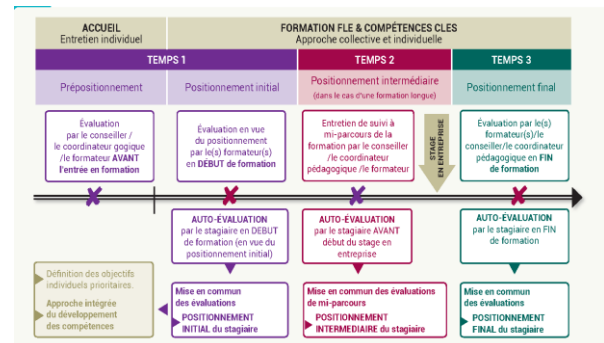 ACCUEIL
Entretien individuel
FORMATION FLE & COMPÉTENCES CLES
Approche collective et individuelle
TEMPS 1
TEMPS 2
TEMPS 3
Prépositionnement
Positionnement initial
Positionnement intermédiaire
(dans le cas d'une formation longue)
Positionnement final
Évaluation
par le conseiller /
le coordinateur gogique
/le formateur AVANT
l'entrée en formation
Évaluation en vue
du positionnement
par le(s) formateur(s)
en DÉBUT de formation
Entretien de suivi à
mi-parcours de la
formation par le conseiller
/le coordinateur
pédagogique /le formateur
STAGE
EN ENTREPRISE
Évaluation par le(s)
formateur(s)/le
conseiller/le coordinateur
pédagogique en FIN
de formation
AUTO-ÉVALUATION
par le stagiaire en DEBUT
de formation (en vue du
positionnement initial)
AUTO-ÉVALUATION
par le stagiaire AVANT
début du stage en
entreprise
AUTO-ÉVALUATION
par le stagiaire en FIN
de formation
Définition des objectifs
individuels prioritaires.
Approche intégrée
du développement
des compétences
Mise en commun
des évaluations
POSITIONNEMENT
INITIAL du stagiaire
Mise en commun des évaluations
de mi-parcours
POSITIONNEMENT
INTERMEDIAIRE du stagiaire
Mise en commun
des évaluations
POSITIONNEMENT
FINAL du stagiaire